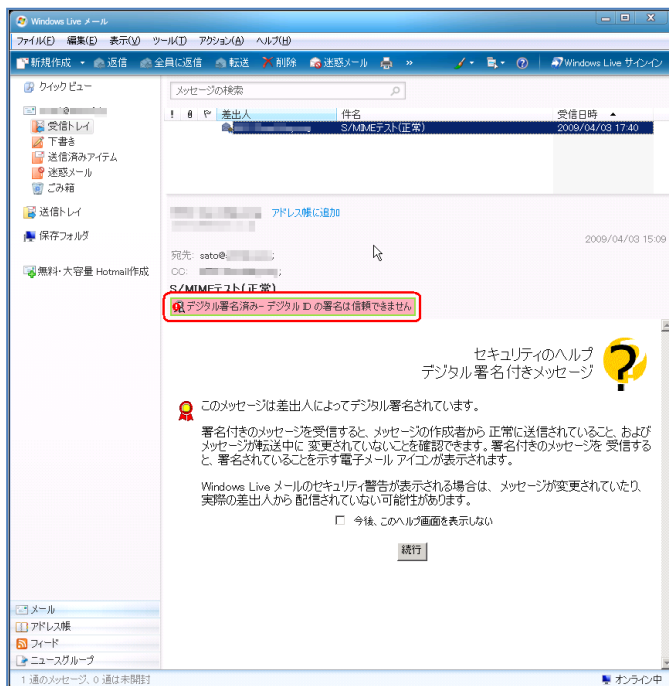 Windows Live メール
ファイル(F) 編集(E) 表示(V) ツール(T) アクション(A) ヘルプ(H)
新規作成 返信 全員に返信 転送 削除 迷惑メール » Windows Live サインイン
クイックビュー
メッセージの検索
受信トレイ
下書き
送信済みアイテム
迷惑メール
ごみ箱
送信トレイ
保存フォルダ
無料・大容量 Hotmail作成
! 差出人 件名 受信日時
S/MIMEテスト(正常) 2009/04/03 17:40
アドレス帳に追加
2009/04/03 15:09
宛先: sato@
CC:
S/MIMEテスト(正常)
デジタル署名済み - デジタル ID の署名は信頼できません
セキュリティのヘルプ
デジタル署名付きメッセージ
このメッセージは差出人によってデジタル署名されています。
署名付きのメッセージを受信すると、メッセージの作成者から 正常に送信されていること、および
メッセージが転送中に 変更されていないことを確認できます。署名付きのメッセージを 受信する
と、署名されていることを示す電子メール アイコンが表示されます。
Windows Live メールのセキュリティ警告が表示される場合は、メッセージが変更されていたり、
実際の差出人から 配信されていない可能性があります。
今後、このヘルプ画面を表示しない
続行
メール
アドレス帳
フィード
ニュースグループ
1 通のメッセージ、0 通は未開封 オンライン中